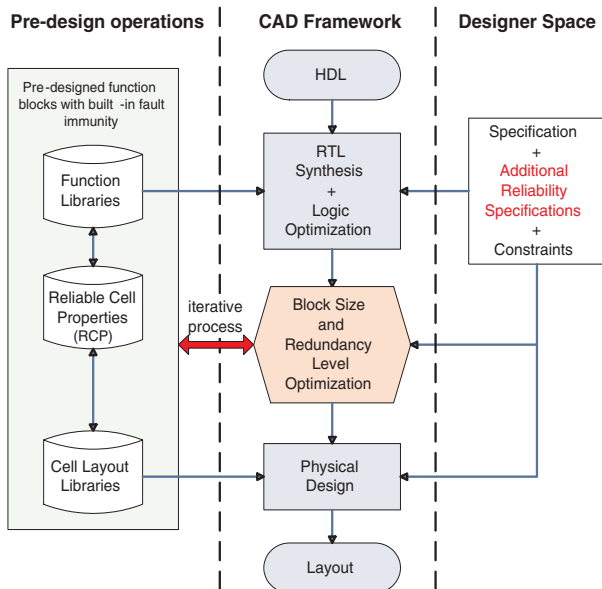 Pre-design operations
CAD Framework
Designer Space
Pre-designed function
blocks with built -in fault
immunity
Function
Libraries
Reliable Cell
Properties
(RCP)
Cell Layout
Libraries
iterative
process
HDL
RTL
Synthesis
+
Logic
Optimization
Block Size
and
Redundancy
Level
Optimization
Physical
Design
Layout
Specification
+
Additional
Reliability
Specifications
+
Constraints